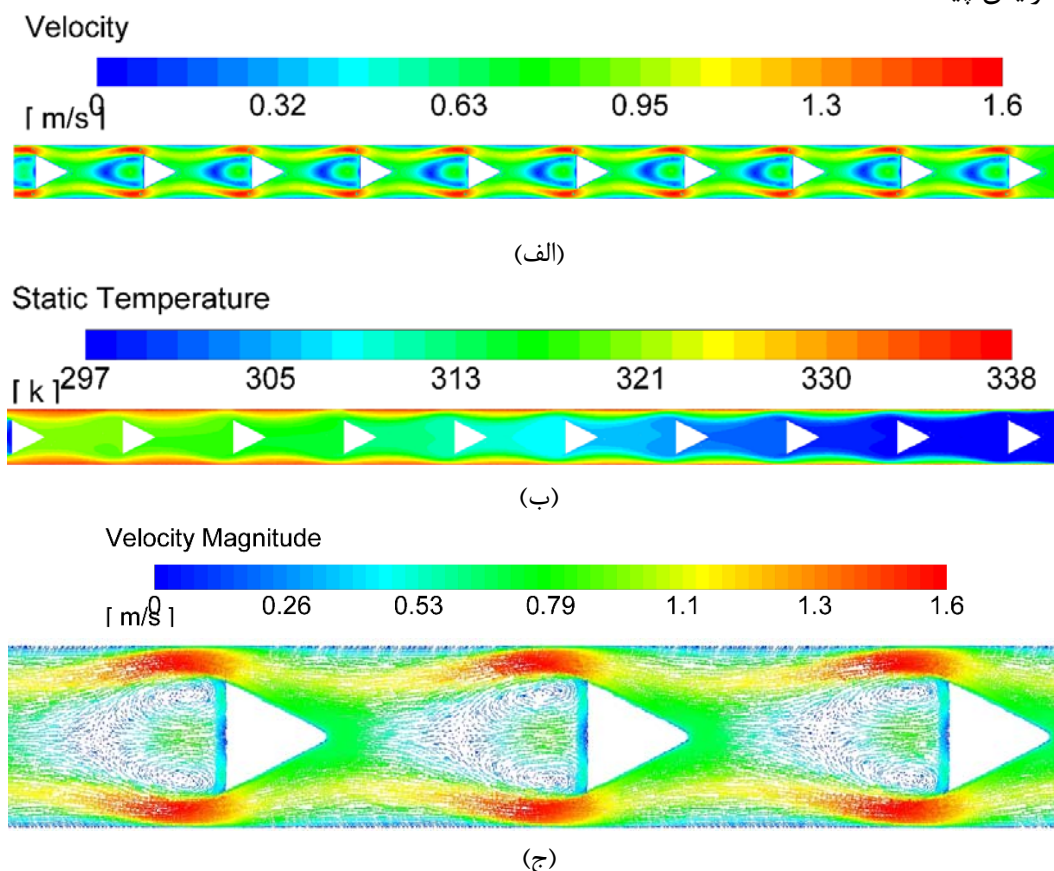 Velocity
0 0.32 0.63 0.95 1.3 1.6
[ m/s ]
(الف)
Static Temperature
297 305 313 321 330 338
[ k ]
(ب)
Velocity Magnitude
0 0.26 0.53 0.79 1.1 1.3 1.6
[ m/s ]
(ج)